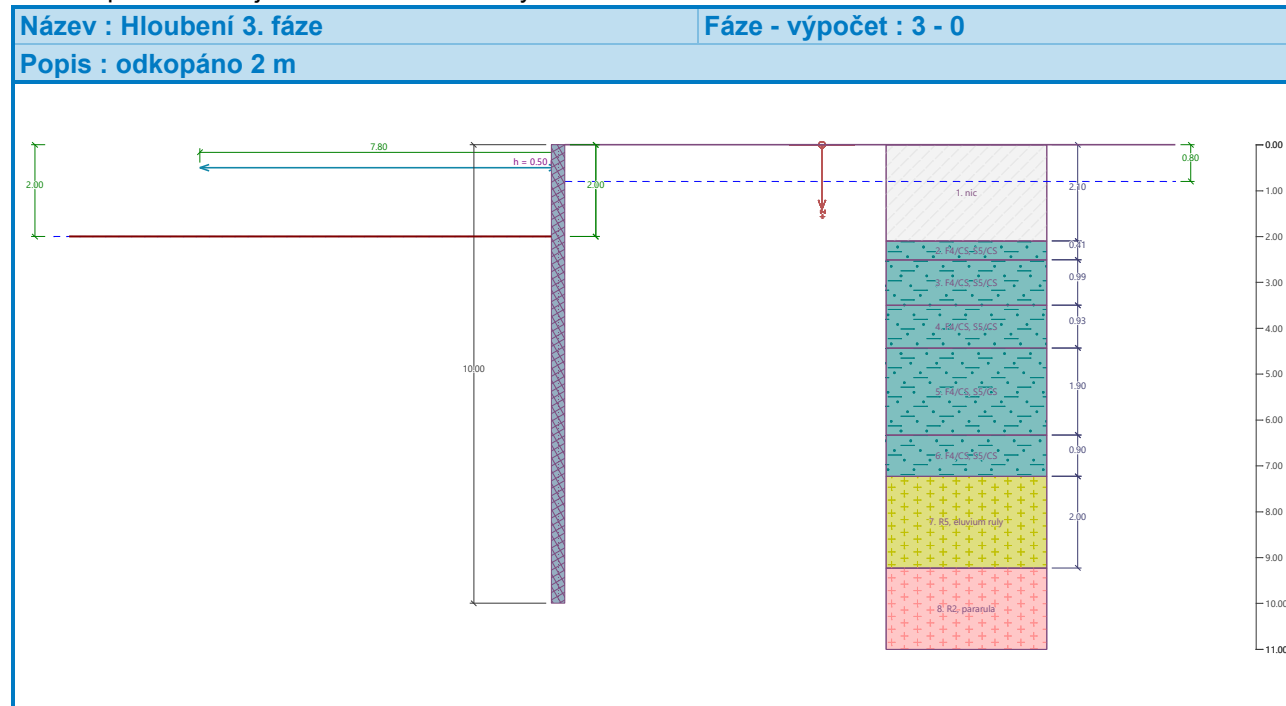 Název : Hloubení 3. fáze
Fáze - výpočet : 3 - 0
Popis : odkopáno 2 m
7.80
h = 0.50
2.00
2.00
10.00
0.80
1. nic
2.10
2. F4/CS, S5/CS
0.41
3. F4/CS, S5/CS
0.99
4. F4/CS, S5/CS
0.93
5. F4/CS, S5/CS
1.90
6. F4/CS, S5/CS
0.90
7. R5, eluvium ruly
2.00
8. R2, pararula
0.00
1.00
2.00
3.00
4.00
5.00
6.00
7.00
8.00
9.00
10.00
11.00